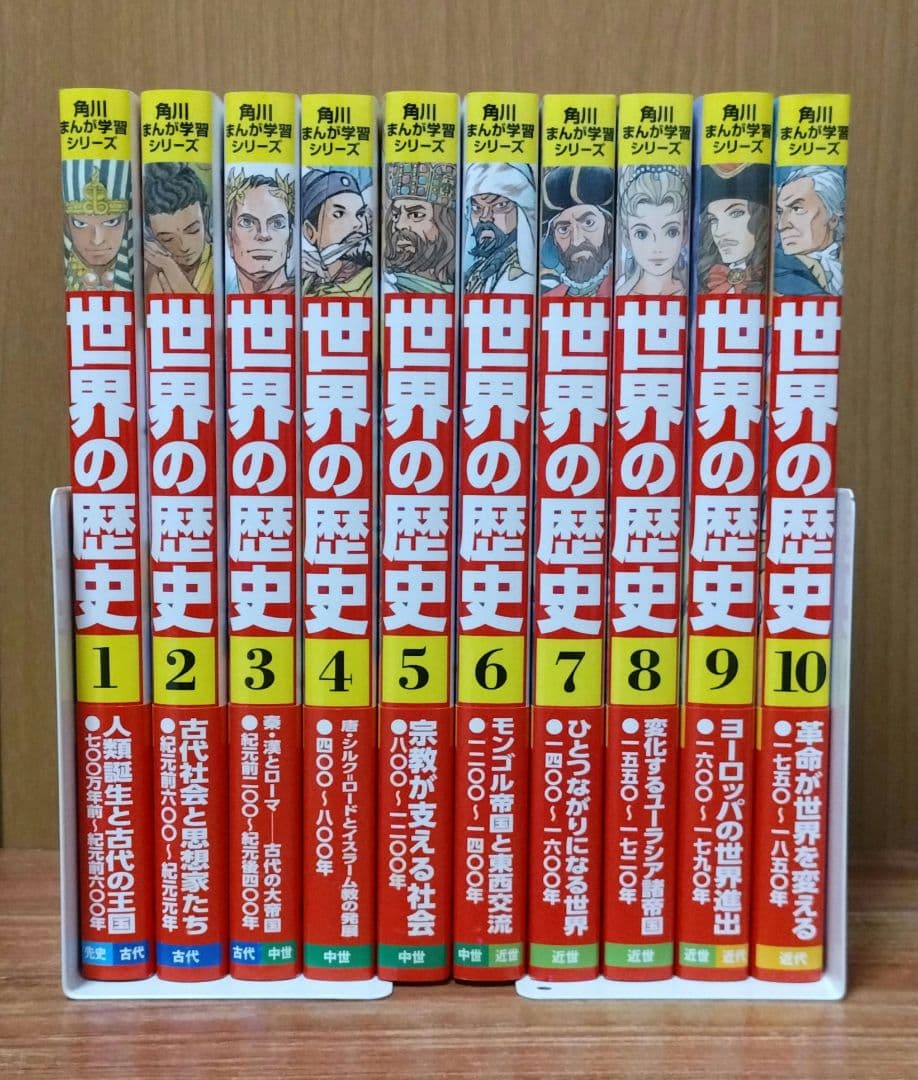 角川
まんが学習
シリーズ
世界の歴史
1
人類誕生と古代の王国
●七〇〇万年前～紀元前六〇〇年
先史 古代
角川
まんが学習
シリーズ
世界の歴史
2
古代社会と思想家たち
●紀元前六〇〇～紀元元年
古代
角川
まんが学習
シリーズ
世界の歴史
3
秦・漢とローマ――古代の大帝国
●紀元前二〇〇～紀元後四〇〇年
古代 中世
角川
まんが学習
シリーズ
世界の歴史
4
唐・シルク=ロードとイスラーム教の発展
●四〇〇～八〇〇年
中世
角川
まんが学習
シリーズ
世界の歴史
5
宗教が支える社会
●八〇〇～一二〇〇年
中世
角川
まんが学習
シリーズ
世界の歴史
6
モンゴル帝国と東西交流
●一二〇〇～一四〇〇年
中世 近世
角川
まんが学習
シリーズ
世界の歴史
7
ひとつながりになる世界
●一四〇〇～一六〇〇年
近世
角川
まんが学習
シリーズ
世界の歴史
8
変化するユーラシア諸帝国
●一五五〇～一七二〇年
近世
角川
まんが学習
シリーズ
世界の歴史
9
ヨーロッパの世界進出
●一六〇〇～一七九〇年
近世 近代
角川
まんが学習
シリーズ
世界の歴史
10
革命が世界を変える
●一七五〇～一八五〇年
近代